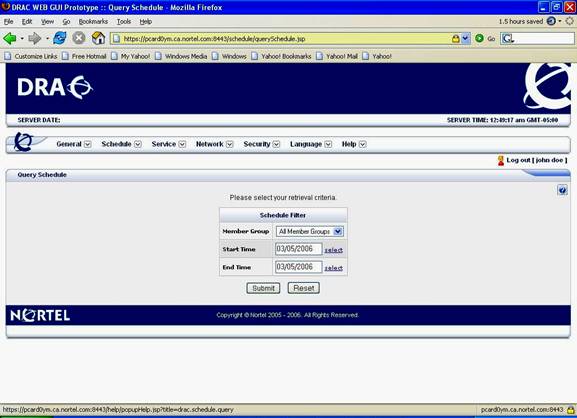 DRAC WEB GUI Prototype :: Query Schedule - Mozilla Firefox
File Edit View Go Bookmarks Tools Help 1.5 hours saved
https://pcard0ym.ca.nortel.com:8443/schedule/querySchedule.jsp Go
Customize Links Free Hotmail My Yahoo! Windows Media Windows Yahoo! Bookmarks Yahoo! Mail Yahoo!
DRAC
SERVER DATE: SERVER TIME: 12:49:17 am GMT-05:00
General Schedule Service Network Security Language Help
Log out [ john doe ]
Query Schedule
?
Please select your retrieval criteria.
Schedule Filter
Member Group All Member Groups
Start Time 03/05/2006 select
End Time 03/05/2006 select
Submit Reset
NORTEL Copyright © Nortel 2005 - 2006. All Rights Reserved.
https://pcard0ym.ca.nortel.com:8443/help/popupHelp.jsp?title=drac.schedule.query pcard0ym.ca.nortel.com:8443